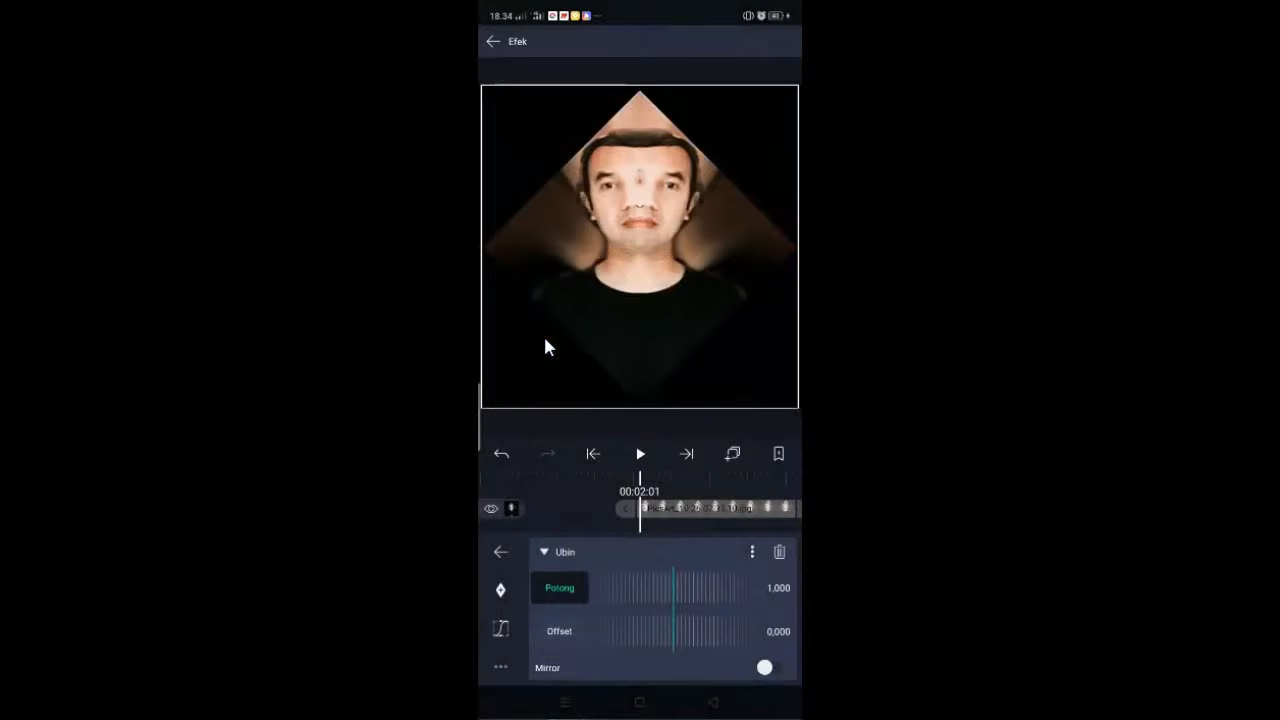 18.34
Efek
00:02:01
Ubin
Potong 1.000
Offset 0,000
Mirror